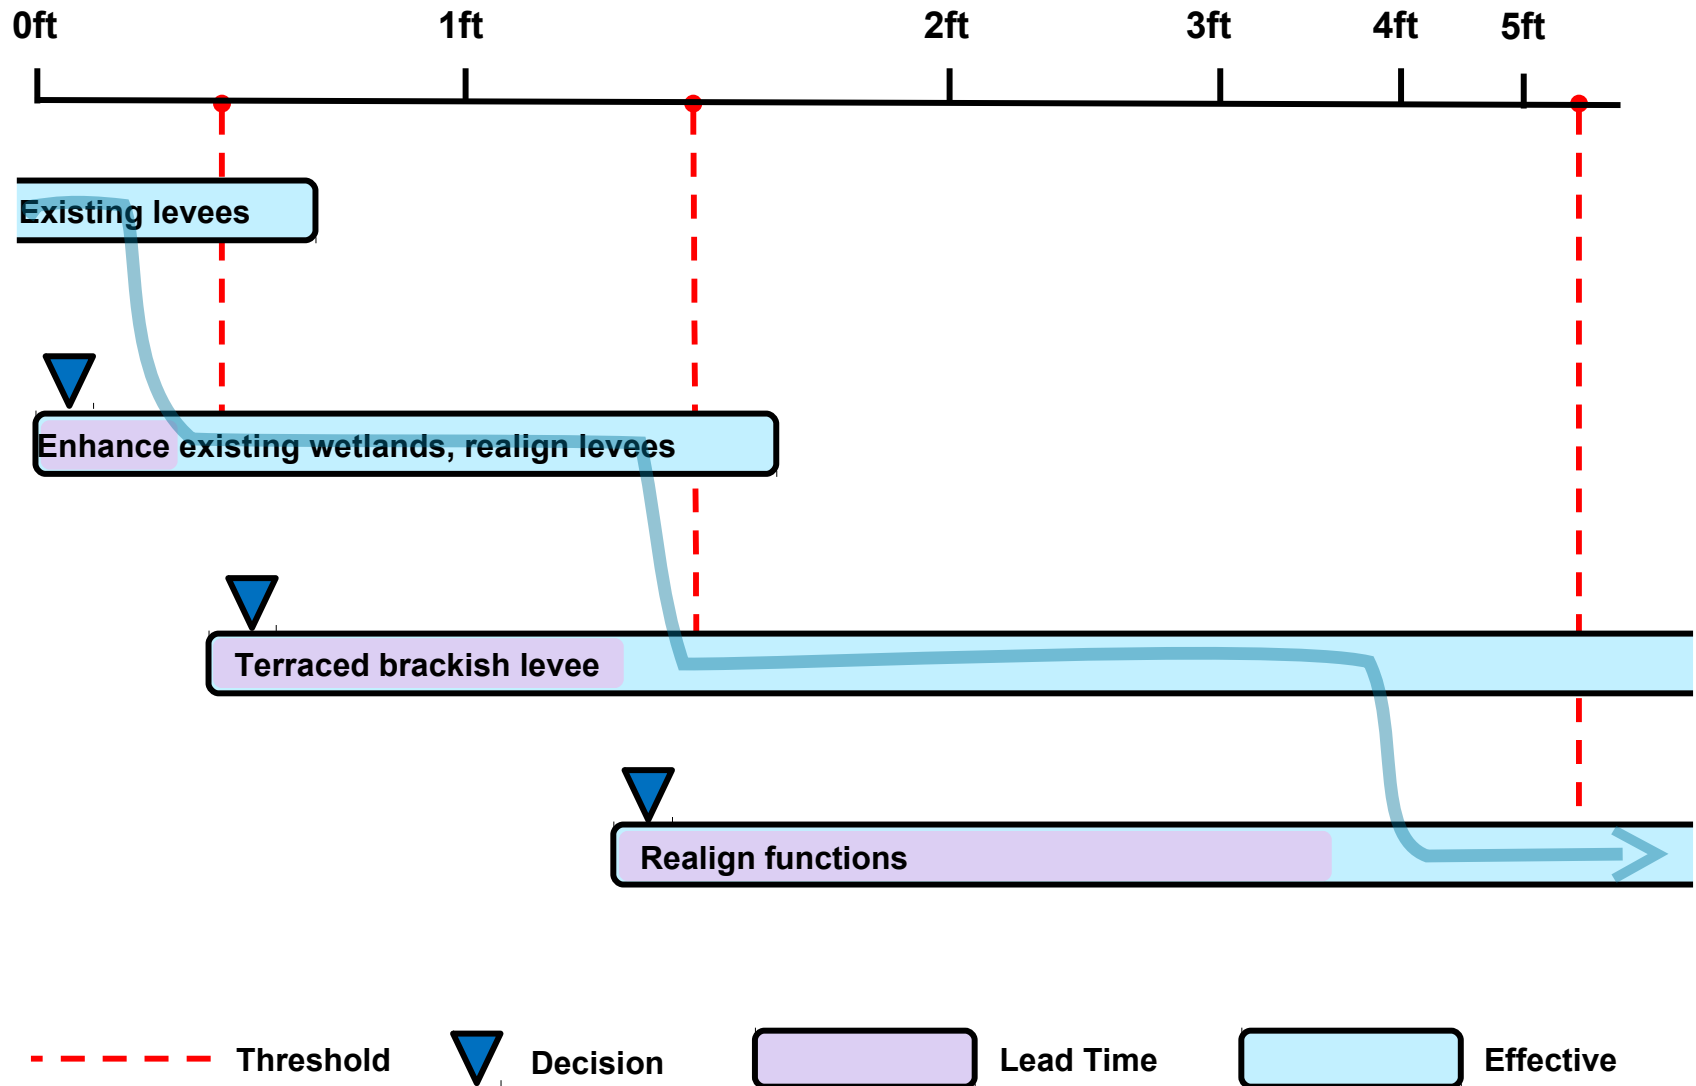 0ft 1ft 2ft 3ft 4ft 5ft
Existing levees
Enhance existing wetlands, realign levees
Terraced brackish levee
Realign functions
Threshold Decision Lead Time Effective